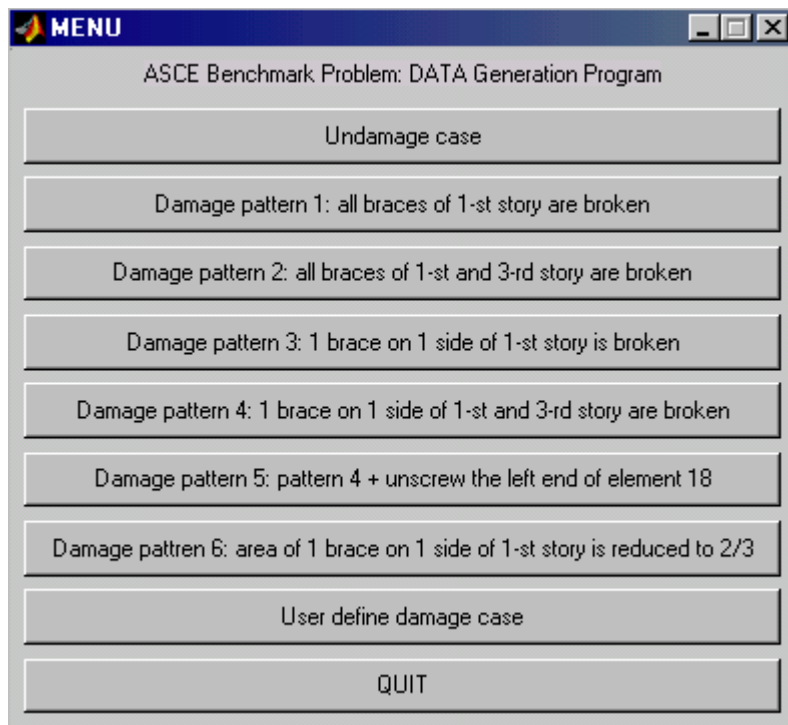 MENU
ASCE Benchmark Problem: DATA Generation Program
Undamage case
Damage pattern 1: all braces of 1-st story are broken
Damage pattern 2: all braces of 1-st and 3-rd story are broken
Damage pattern 3: 1 brace on 1 side of 1-st story is broken
Damage pattern 4: 1 brace on 1 side of 1-st and 3-rd story are broken
Damage pattern 5: pattern 4 + unscrew the left end of element 18
Damage pattren 6: area of 1 brace on 1 side of 1-st story is reduced to 2/3
User define damage case
QUIT